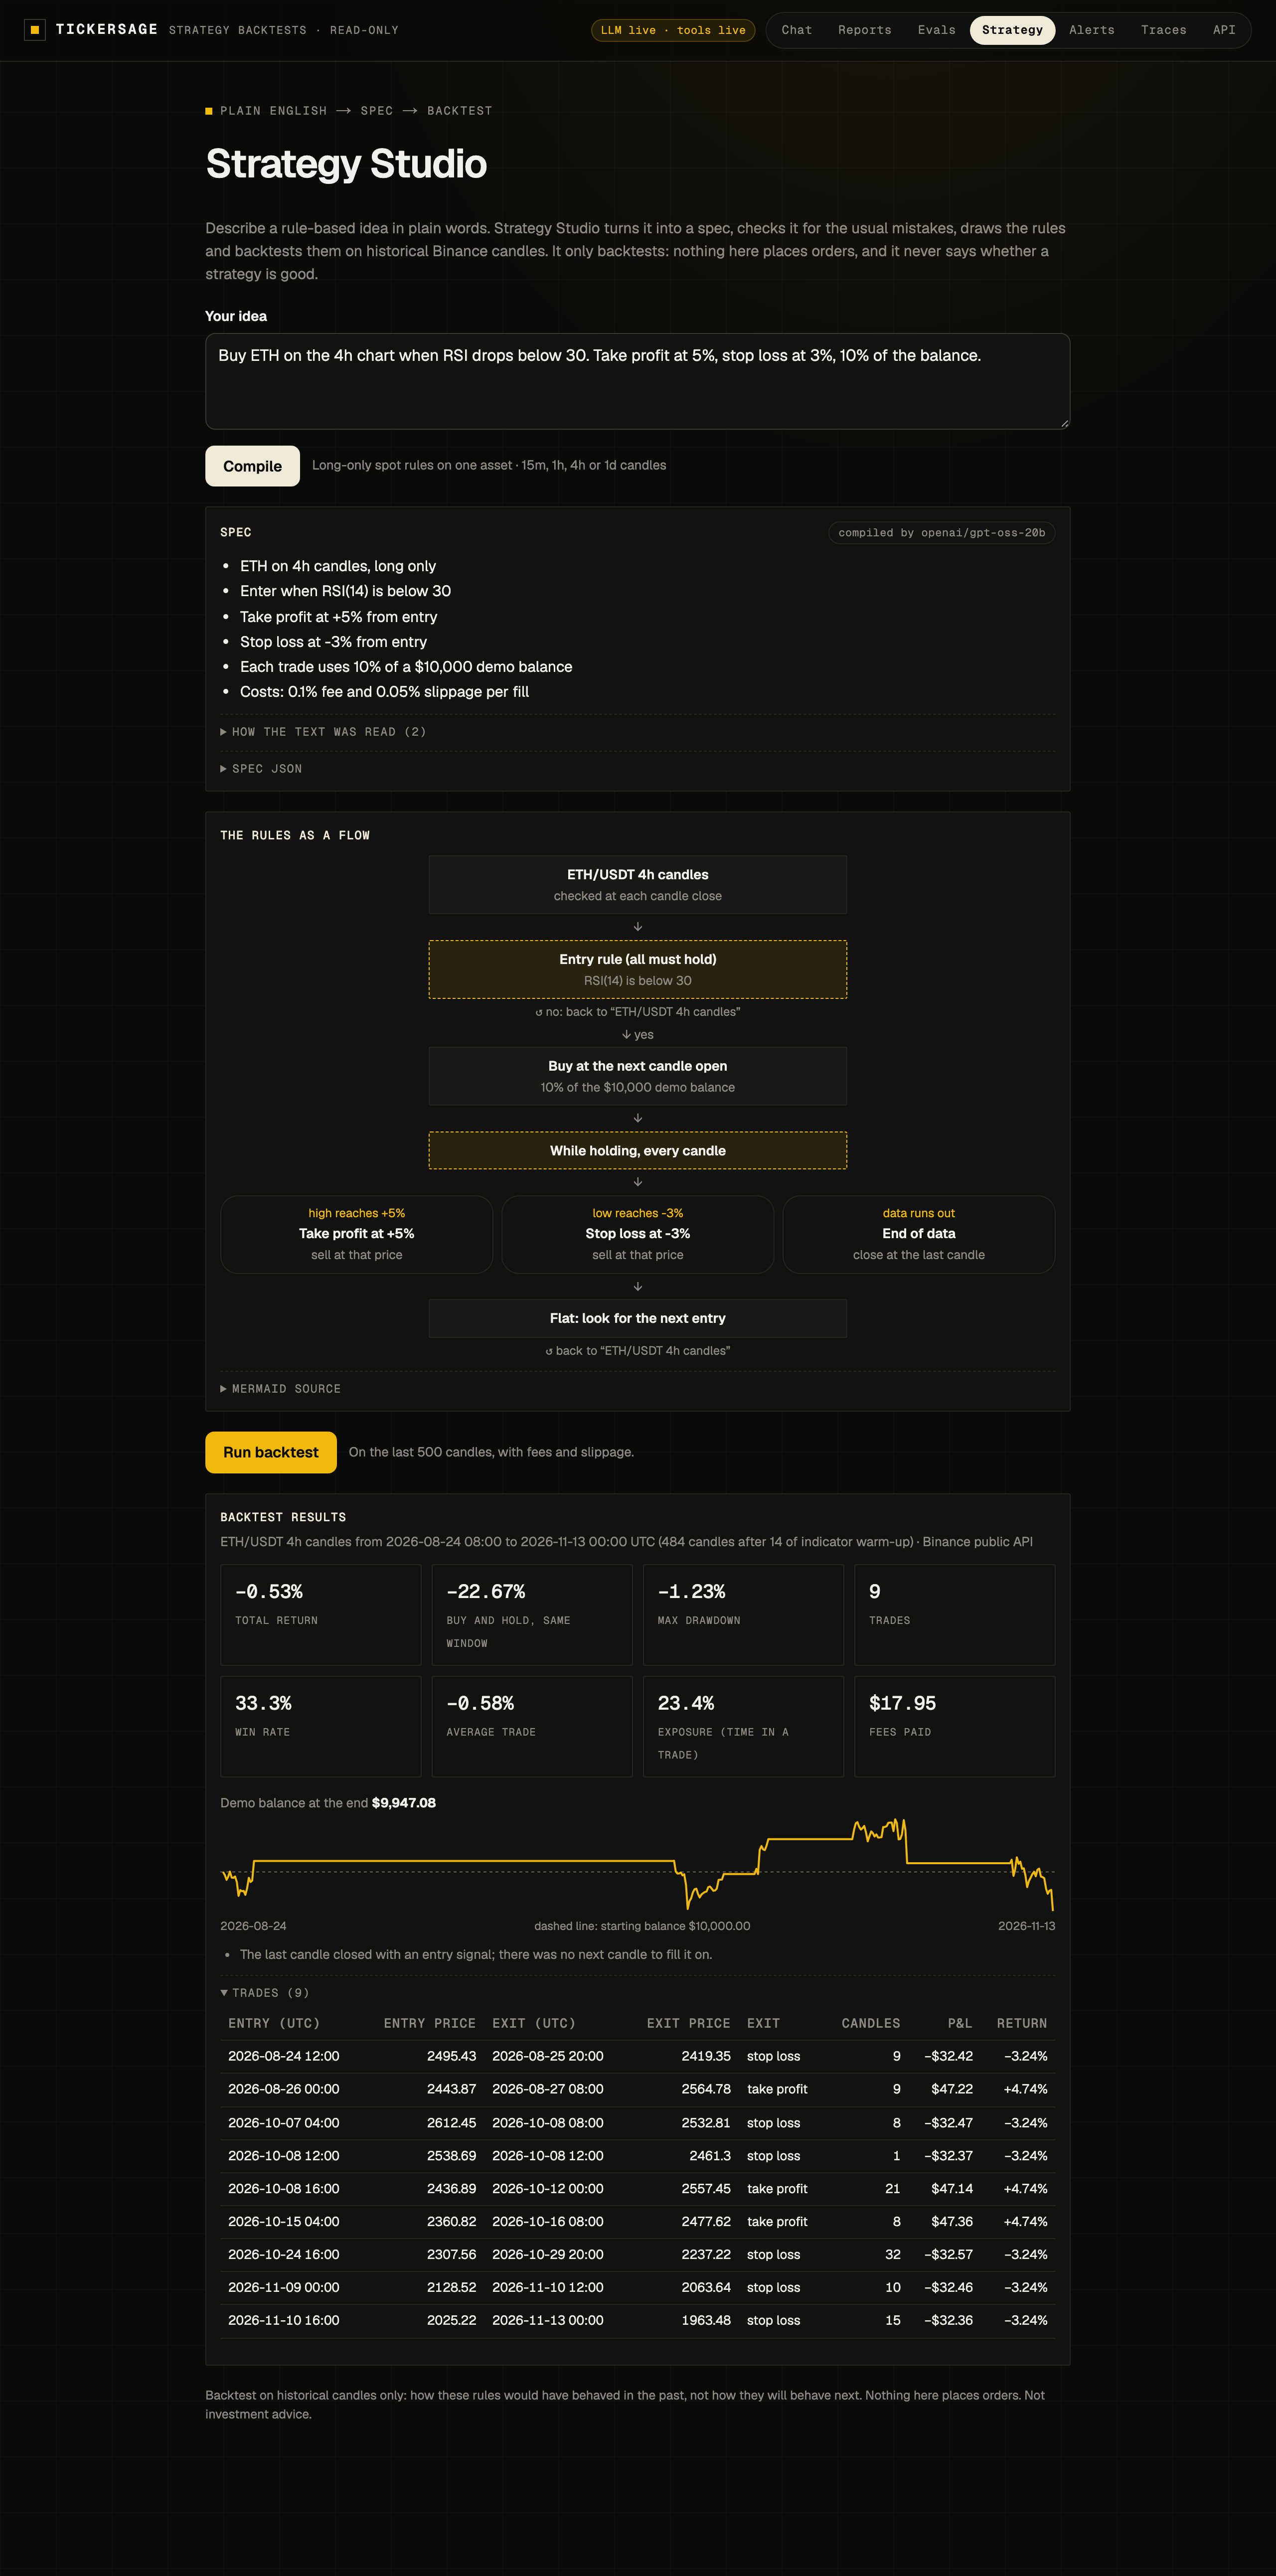 TICKERSAGE STRATEGY BACKTESTS · READ-ONLY
LLM live · tools live
Chat Reports Evals Strategy Alerts Traces API
PLAIN ENGLISH → SPEC → BACKTEST
Strategy Studio
Describe a rule-based idea in plain words. Strategy Studio turns it into a spec, checks it for the usual mistakes, draws the rules
and backtests them on historical Binance candles. It only backtests: nothing here places orders, and it never says whether a
strategy is good.
Your idea
Buy ETH on the 4h chart when RSI drops below 30. Take profit at 5%, stop loss at 3%, 10% of the balance.
Compile Long-only spot rules on one asset · 15m, 1h, 4h or 1d candles
SPEC compiled by openai/gpt-oss-20b
• ETH on 4h candles, long only
• Enter when RSI(14) is below 30
• Take profit at +5% from entry
• Stop loss at -3% from entry
• Each trade uses 10% of a $10,000 demo balance
• Costs: 0.1% fee and 0.05% slippage per fill
▶ HOW THE TEXT WAS READ (2)
▶ SPEC JSON
THE RULES AS A FLOW
ETH/USDT 4h candles
checked at each candle close
↓
Entry rule (all must hold)
RSI(14) is below 30
↺ no: back to “ETH/USDT 4h candles”
↓ yes
Buy at the next candle open
10% of the $10,000 demo balance
↓
While holding, every candle
↓
high reaches +5% low reaches -3% data runs out
Take profit at +5% Stop loss at -3% End of data
sell at that price sell at that price close at the last candle
↓
Flat: look for the next entry
↺ back to “ETH/USDT 4h candles”
▶ MERMAID SOURCE
Run backtest On the last 500 candles, with fees and slippage.
BACKTEST RESULTS
ETH/USDT 4h candles from 2026-08-24 08:00 to 2026-11-13 00:00 UTC (484 candles after 14 of indicator warm-up) · Binance public API
−0.53% −22.67% −1.23% 9
TOTAL RETURN BUY AND HOLD, SAME MAX DRAWDOWN TRADES
WINDOW
33.3% −0.58% 23.4% $17.95
WIN RATE AVERAGE TRADE EXPOSURE (TIME IN A FEES PAID
TRADE)
Demo balance at the end $9,947.08
2026-08-24 dashed line: starting balance $10,000.00 2026-11-13
• The last candle closed with an entry signal; there was no next candle to fill it on.
▼ TRADES (9)
ENTRY (UTC) ENTRY PRICE EXIT (UTC) EXIT PRICE EXIT CANDLES P&L RETURN
2026-08-24 12:00 2495.43 2026-08-25 20:00 2419.35 stop loss 9 −$32.42 −3.24%
2026-08-26 00:00 2443.87 2026-08-27 08:00 2564.78 take profit 9 $47.22 +4.74%
2026-10-07 04:00 2612.45 2026-10-08 08:00 2532.81 stop loss 8 −$32.47 −3.24%
2026-10-08 12:00 2538.69 2026-10-08 12:00 2461.3 stop loss 1 −$32.37 −3.24%
2026-10-08 16:00 2436.89 2026-10-12 00:00 2557.45 take profit 21 $47.14 +4.74%
2026-10-15 04:00 2360.82 2026-10-16 08:00 2477.62 take profit 8 $47.36 +4.74%
2026-10-24 16:00 2307.56 2026-10-29 20:00 2237.22 stop loss 32 −$32.57 −3.24%
2026-11-09 00:00 2128.52 2026-11-10 12:00 2063.64 stop loss 10 −$32.46 −3.24%
2026-11-10 16:00 2025.22 2026-11-13 00:00 1963.48 stop loss 15 −$32.36 −3.24%
Backtest on historical candles only: how these rules would have behaved in the past, not how they will behave next. Nothing here places orders. Not
investment advice.